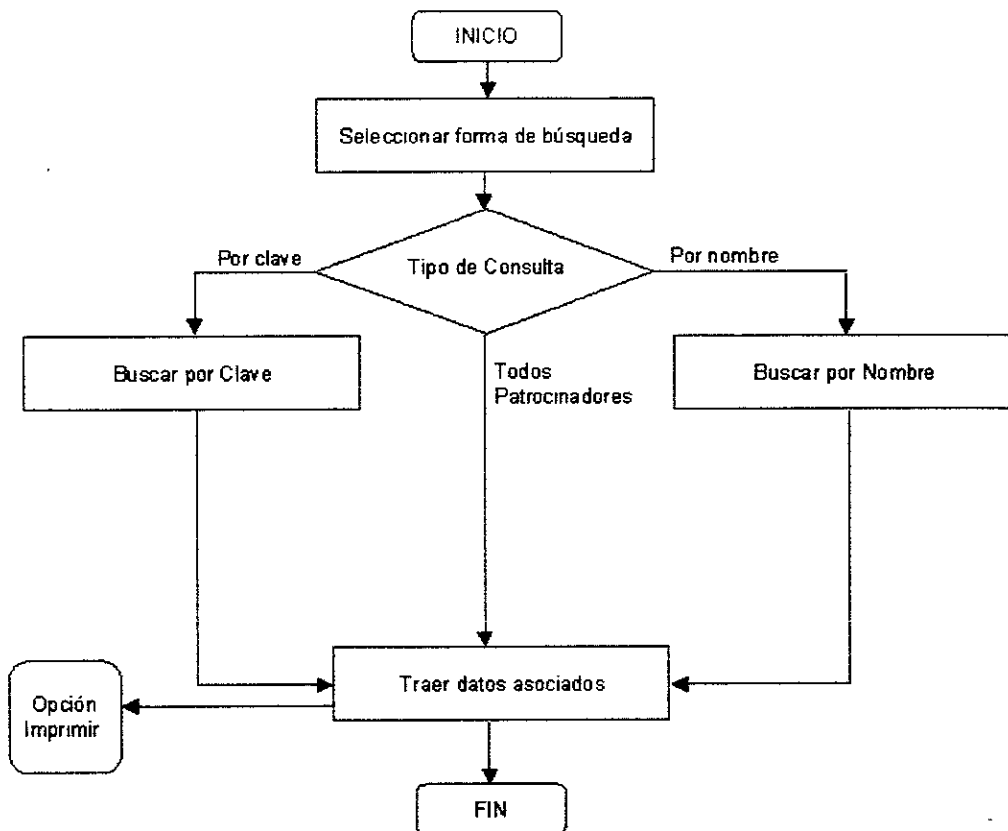 INICIO
Seleccionar forma de búsqueda
Por clave
Tipo de Consulta
Por nombre
Buscar por Clave
Todos
Patrocinadores
Buscar por Nombre
Traer datos asociados
Opción
Imprimir
FIN